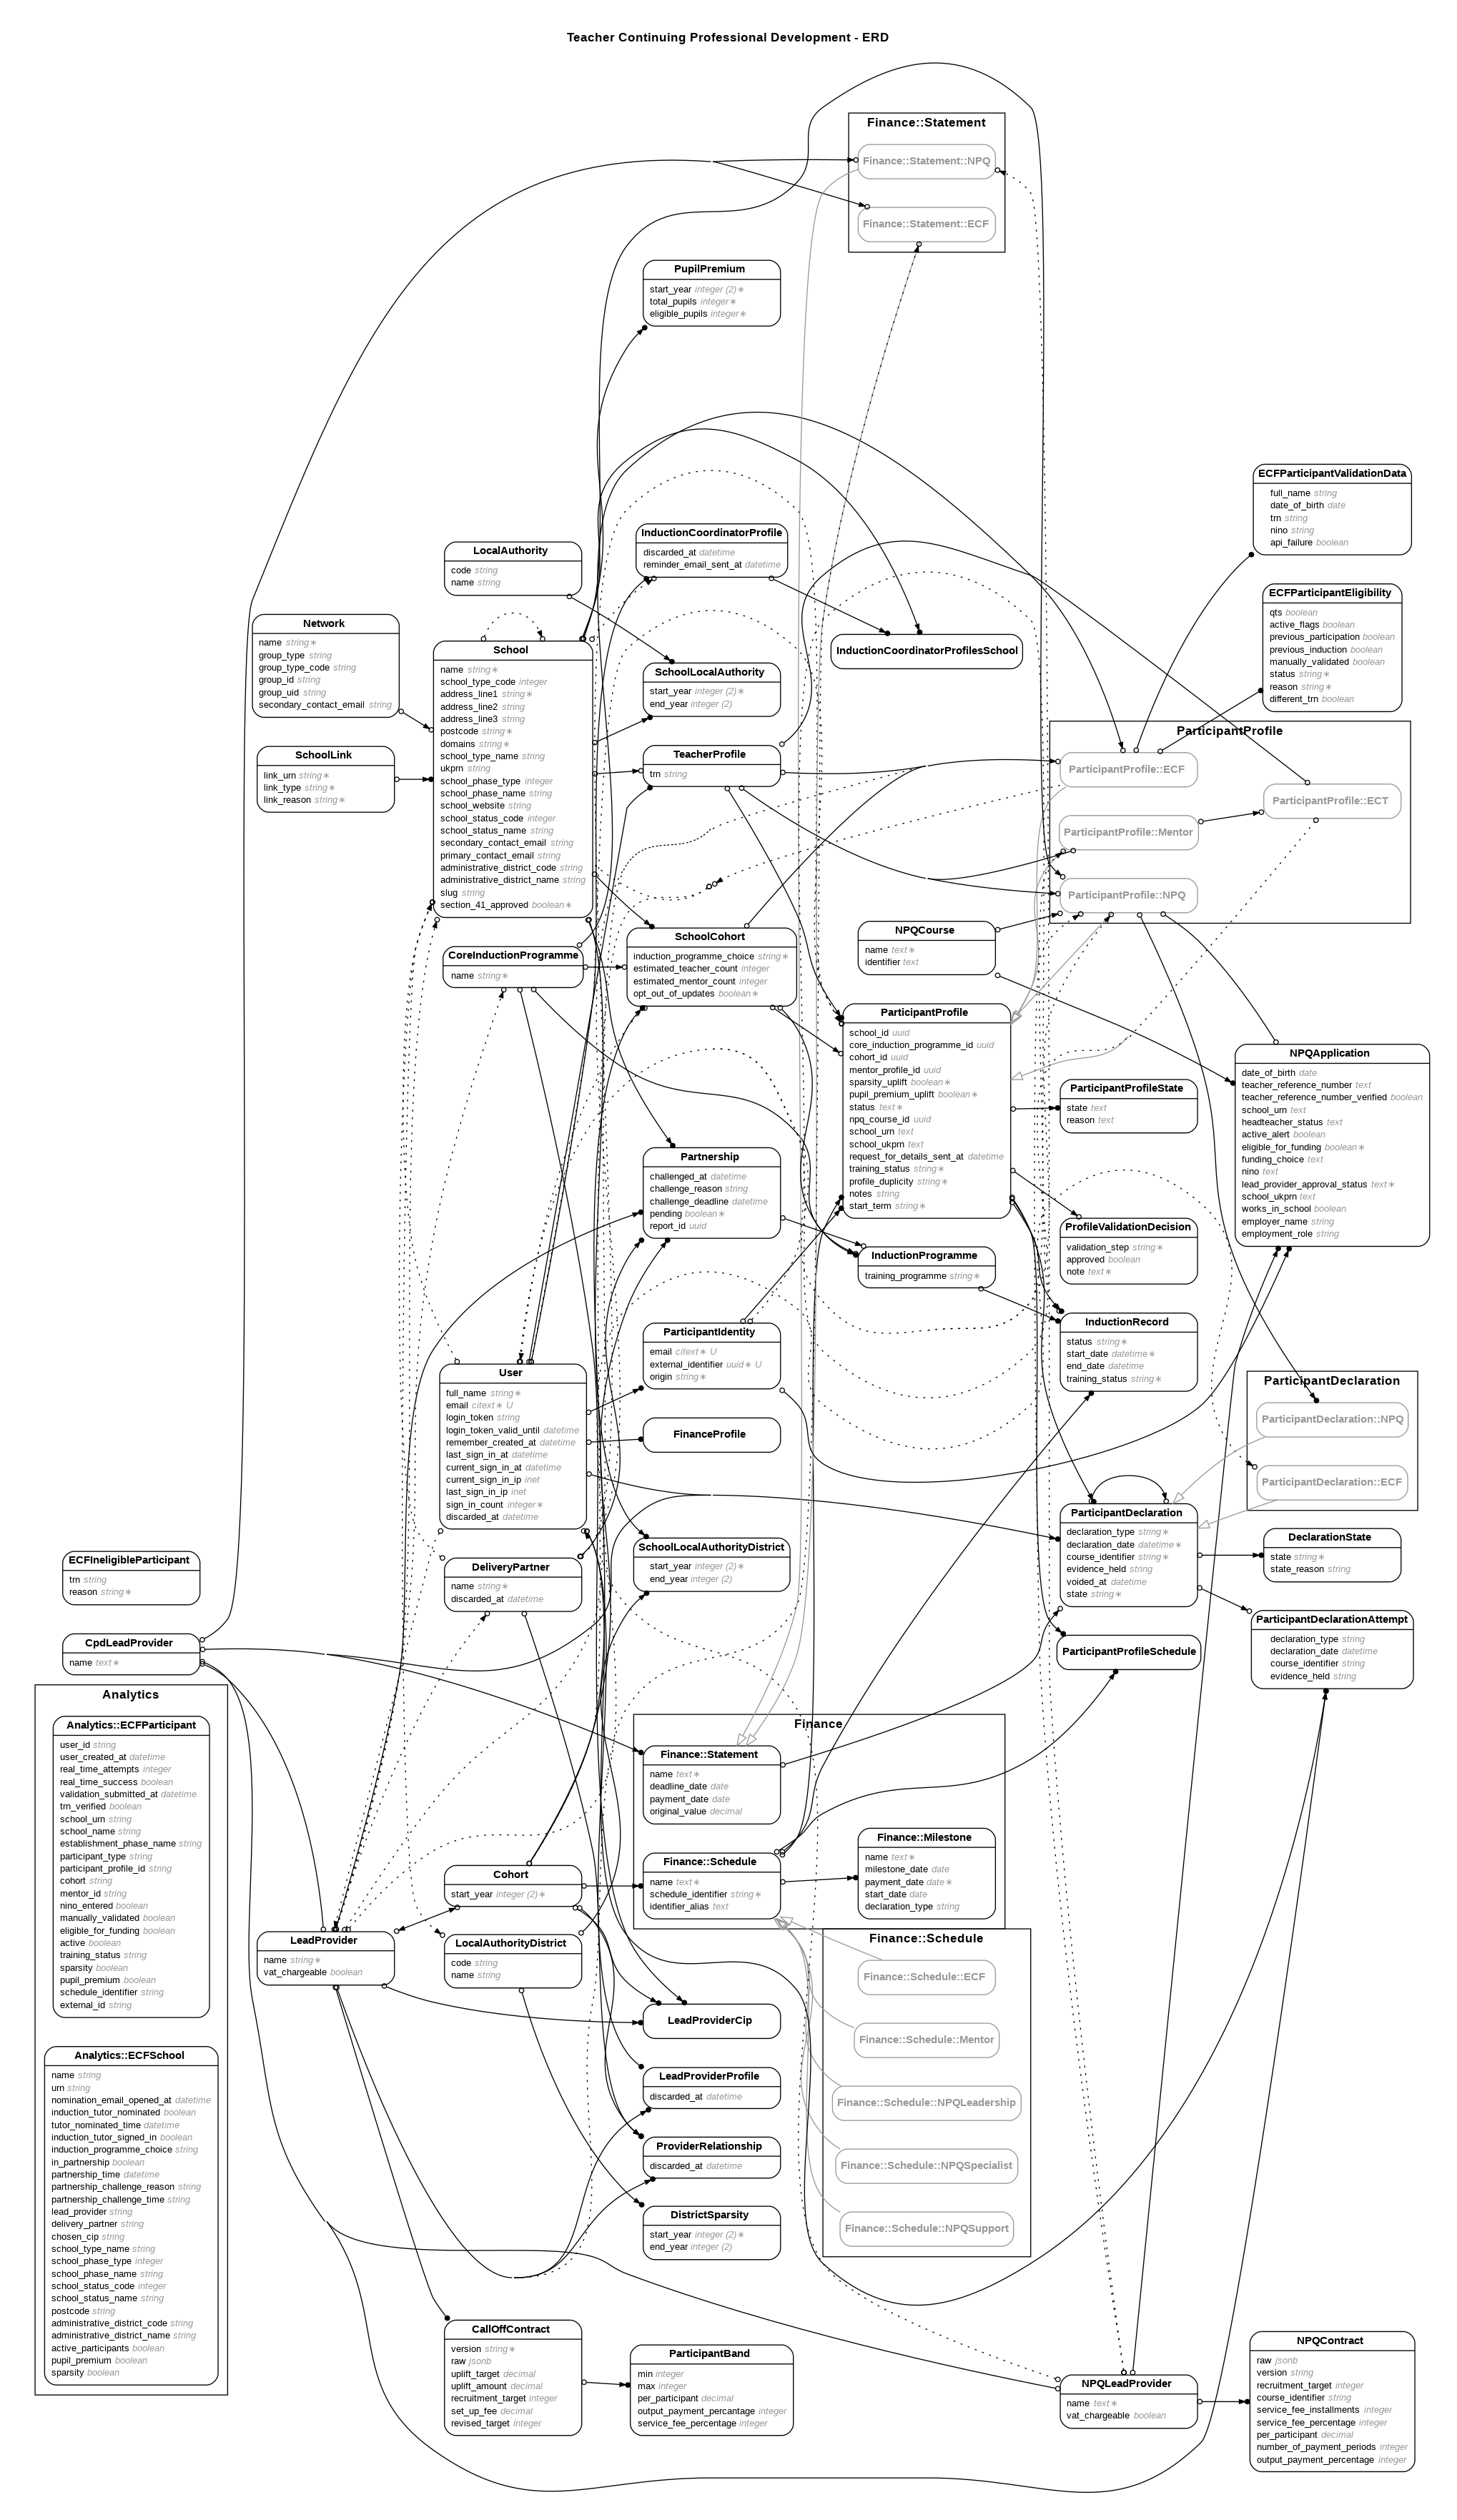 Teacher Continuing Professional Development - ERD
Finance::Statement
Finance::Statement::NPQ
Finance::Statement::ECF
PupilPremium
start_year integer (2)∗
total_pupils integer∗
eligible_pupils integer∗
ECFParticipantValidationData
full_name string
date_of_birth date
trn string
nino string
api_failure boolean
InductionCoordinatorProfile
discarded_at datetime
reminder_email_sent_at datetime
LocalAuthority
code string
name string
ECFParticipantEligibility
qts boolean
active_flags boolean
previous_participation boolean
previous_induction boolean
manually_validated boolean
status string∗
reason string∗
different_trn boolean
Network
name string∗
group_type string
group_type_code string
group_id string
group_uid string
secondary_contact_email string
School
name string∗
school_type_code integer
address_line1 string∗
address_line2 string
address_line3 string
postcode string∗
domains string∗
school_type_name string
ukprn string
school_phase_type integer
school_phase_name string
school_website string
school_status_code integer
school_status_name string
secondary_contact_email string
primary_contact_email string
administrative_district_code string
administrative_district_name string
slug string
section_41_approved boolean∗
InductionCoordinatorProfilesSchool
SchoolLocalAuthority
start_year integer (2)∗
end_year integer (2)
SchoolLink
link_urn string∗
link_type string∗
link_reason string∗
TeacherProfile
trn string
ParticipantProfile
ParticipantProfile::ECF
ParticipantProfile::ECT
ParticipantProfile::Mentor
ParticipantProfile::NPQ
NPQCourse
name text∗
identifier text
SchoolCohort
induction_programme_choice string∗
estimated_teacher_count integer
estimated_mentor_count integer
opt_out_of_updates boolean∗
CoreInductionProgramme
name string∗
ParticipantProfile
school_id uuid
core_induction_programme_id uuid
cohort_id uuid
mentor_profile_id uuid
sparsity_uplift boolean∗
pupil_premium_uplift boolean∗
status text∗
npq_course_id uuid
school_urn text
school_ukprn text
request_for_details_sent_at datetime
training_status string∗
profile_duplicity string∗
notes string
start_term string∗
NPQApplication
date_of_birth date
teacher_reference_number text
teacher_reference_number_verified boolean
school_urn text
headteacher_status text
active_alert boolean
eligible_for_funding boolean∗
funding_choice text
nino text
lead_provider_approval_status text∗
school_ukprn text
works_in_school boolean
employer_name string
employment_role string
ParticipantProfileState
state text
reason text
Partnership
challenged_at datetime
challenge_reason string
challenge_deadline datetime
pending boolean∗
report_id uuid
ProfileValidationDecision
validation_step string∗
approved boolean
note text∗
InductionProgramme
training_programme string∗
InductionRecord
status string∗
start_date datetime∗
end_date datetime
training_status string∗
ParticipantIdentity
email citext∗ U
external_identifier uuid∗ U
origin string∗
User
full_name string∗
email citext∗ U
login_token string
login_token_valid_until datetime
remember_created_at datetime
last_sign_in_at datetime
current_sign_in_at datetime
current_sign_in_ip inet
last_sign_in_ip inet
sign_in_count integer∗
discarded_at datetime
ParticipantDeclaration
ParticipantDeclaration::NPQ
ParticipantDeclaration::ECF
FinanceProfile
ParticipantDeclaration
declaration_type string∗
declaration_date datetime∗
course_identifier string∗
evidence_held string
voided_at datetime
state string∗
DeclarationState
state string∗
state_reason string
SchoolLocalAuthorityDistrict
start_year integer (2)∗
end_year integer (2)
ECFIneligibleParticipant
trn string
reason string∗
DeliveryPartner
name string∗
discarded_at datetime
ParticipantDeclarationAttempt
declaration_type string
declaration_date datetime
course_identifier string
evidence_held string
CpdLeadProvider
name text∗
ParticipantProfileSchedule
Analytics
Analytics::ECFParticipant
user_id string
user_created_at datetime
real_time_attempts integer
real_time_success boolean
validation_submitted_at datetime
trn_verified boolean
school_urn string
school_name string
establishment_phase_name string
participant_type string
participant_profile_id string
cohort string
mentor_id string
nino_entered boolean
manually_validated boolean
eligible_for_funding boolean
active boolean
training_status string
sparsity boolean
pupil_premium boolean
schedule_identifier string
external_id string
Analytics::ECFSchool
name string
urn string
nomination_email_opened_at datetime
induction_tutor_nominated boolean
tutor_nominated_time datetime
induction_tutor_signed_in boolean
induction_programme_choice string
in_partnership boolean
partnership_time datetime
partnership_challenge_reason string
partnership_challenge_time string
lead_provider string
delivery_partner string
chosen_cip string
school_type_name string
school_phase_type integer
school_phase_name string
school_status_code integer
school_status_name string
postcode string
administrative_district_code string
administrative_district_name string
active_participants boolean
pupil_premium boolean
sparsity boolean
Finance
Finance::Statement
name text∗
deadline_date date
payment_date date
original_value decimal
Finance::Schedule
name text∗
schedule_identifier string∗
identifier_alias text
Finance::Milestone
name text∗
milestone_date date
payment_date date∗
start_date date
declaration_type string
Cohort
start_year integer (2)∗
LeadProvider
name string∗
vat_chargeable boolean
LocalAuthorityDistrict
code string
name string
Finance::Schedule
Finance::Schedule::ECF
Finance::Schedule::Mentor
Finance::Schedule::NPQLeadership
Finance::Schedule::NPQSpecialist
Finance::Schedule::NPQSupport
LeadProviderCip
LeadProviderProfile
discarded_at datetime
ProviderRelationship
discarded_at datetime
DistrictSparsity
start_year integer (2)∗
end_year integer (2)
CallOffContract
version string∗
raw jsonb
uplift_target decimal
uplift_amount decimal
recruitment_target integer
set_up_fee decimal
revised_target integer
ParticipantBand
min integer
max integer
per_participant decimal
output_payment_percantage integer
service_fee_percentage integer
NPQLeadProvider
name text∗
vat_chargeable boolean
NPQContract
raw jsonb
version string
recruitment_target integer
course_identifier string
service_fee_installments integer
service_fee_percentage integer
per_participant decimal
number_of_payment_periods integer
output_payment_percentage integer